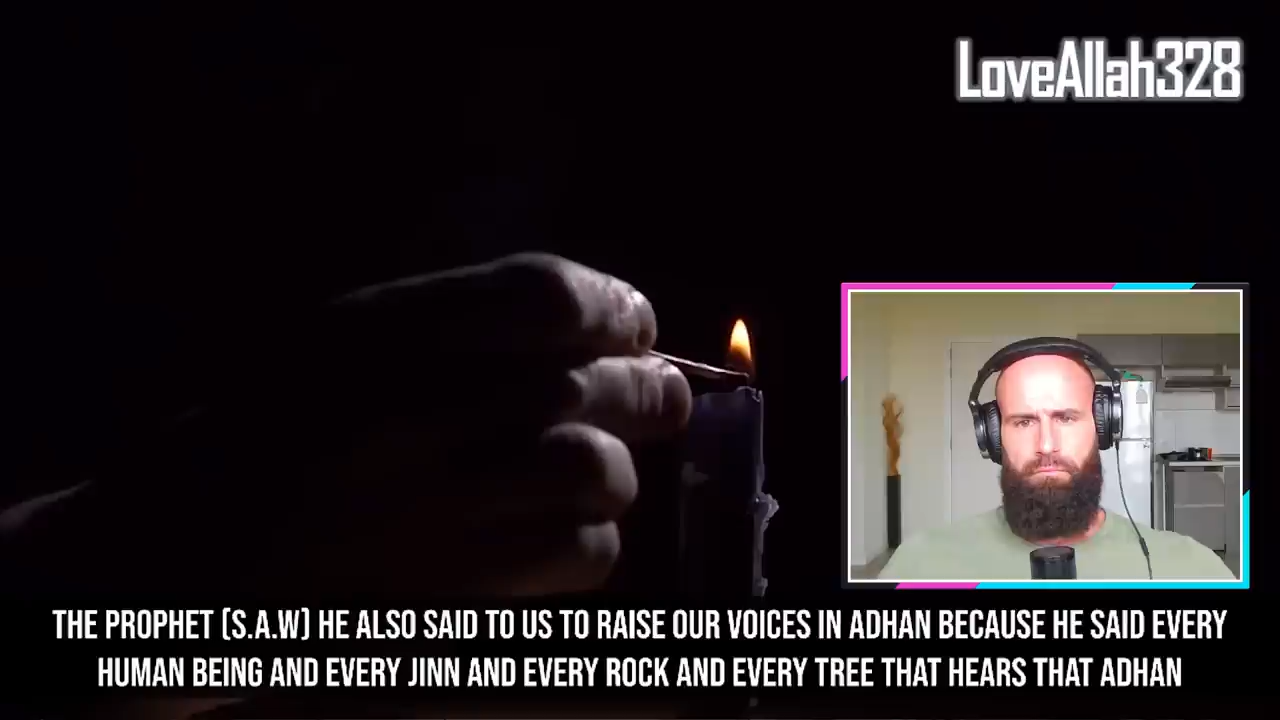 LoveAllah328
THE PROPHET (S.A.W) HE ALSO SAID TO US TO RAISE OUR VOICES IN ADHAN BECAUSE HE SAID EVERY
HUMAN BEING AND EVERY JINN AND EVERY ROCK AND EVERY TREE THAT HEARS THAT ADHAN